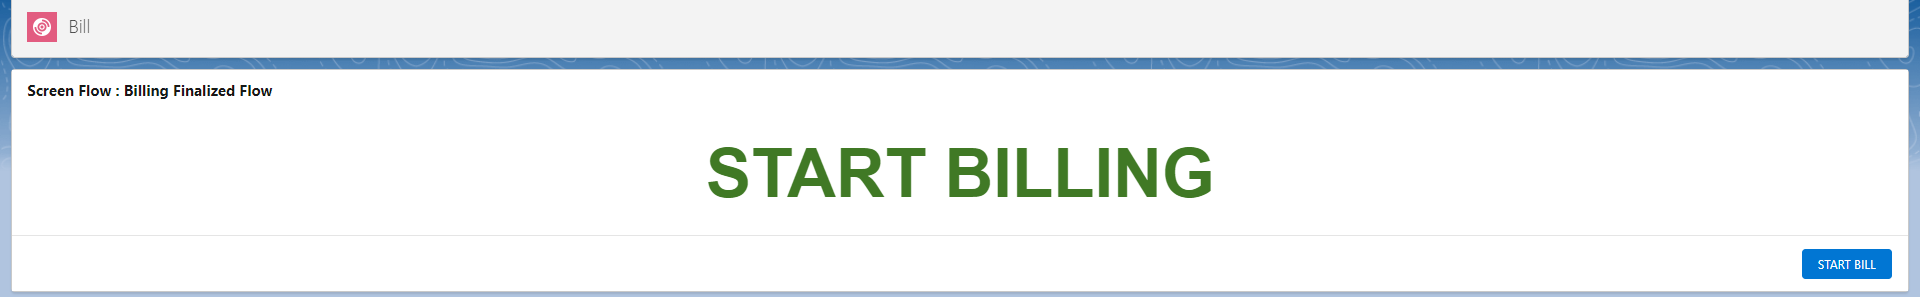 Bill
Screen Flow : Billing Finalized Flow
START BILLING
START BILL